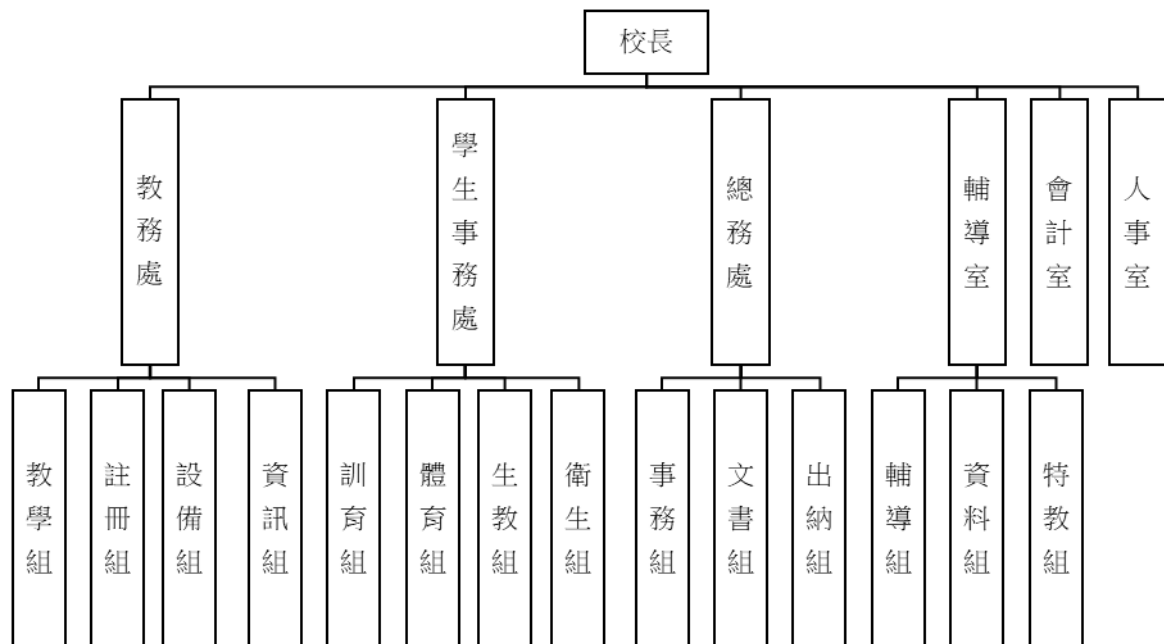 校長
教務處
學生事務處
總務處
輔導室
會計室
人事室
教學組
註冊組
設備組
資訊組
訓育組
體育組
生教組
衛生組
事務組
文書組
出納組
輔導組
資料組
特教組